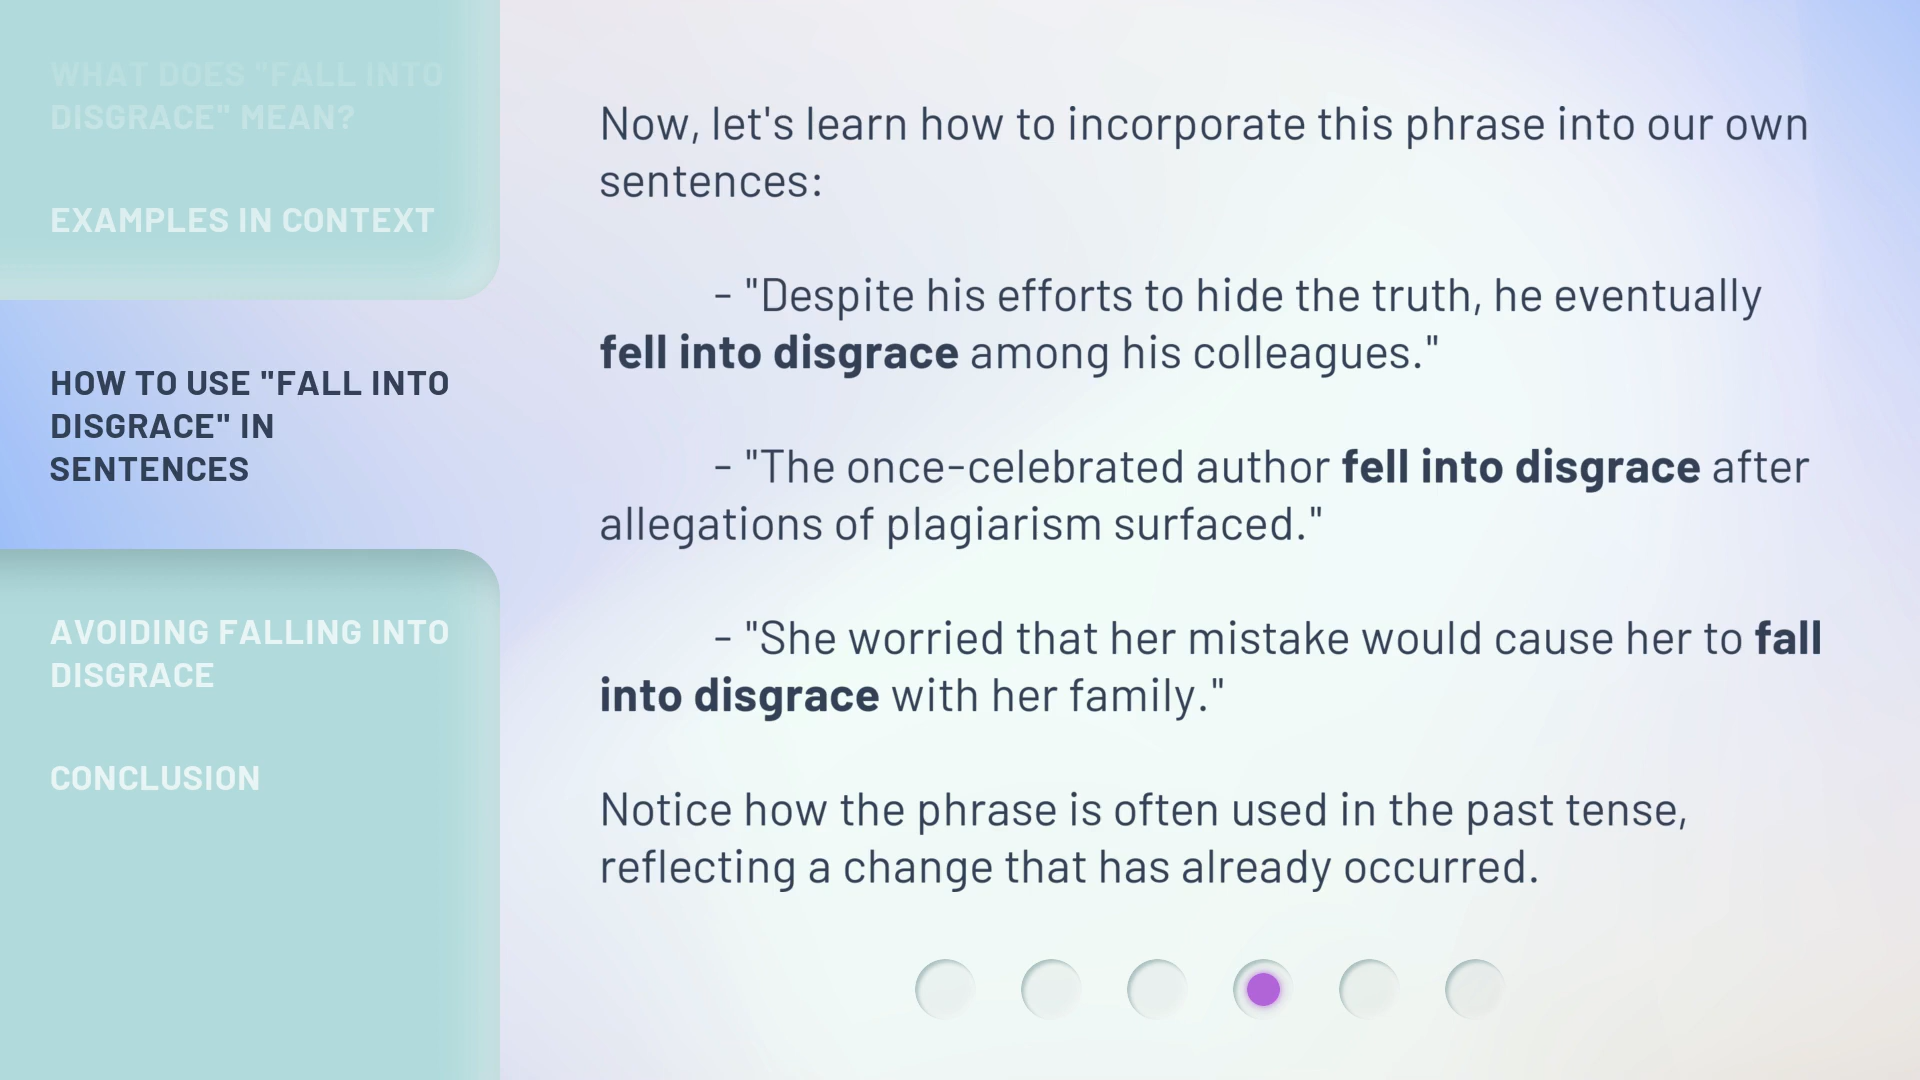 WHAT DOES "FALL INTO
DISGRACE" MEAN?
EXAMPLES IN CONTEXT
HOW TO USE "FALL INTO
DISGRACE" IN
SENTENCES
AVOIDING FALLING INTO
DISGRACE
CONCLUSION
Now, let's learn how to incorporate this phrase into our own
sentences:
- "Despite his efforts to hide the truth, he eventually
fell into disgrace among his colleagues."
- "The once-celebrated author fell into disgrace after
allegations of plagiarism surfaced."
- "She worried that her mistake would cause her to fall
into disgrace with her family."
Notice how the phrase is often used in the past tense,
reflecting a change that has already occurred.